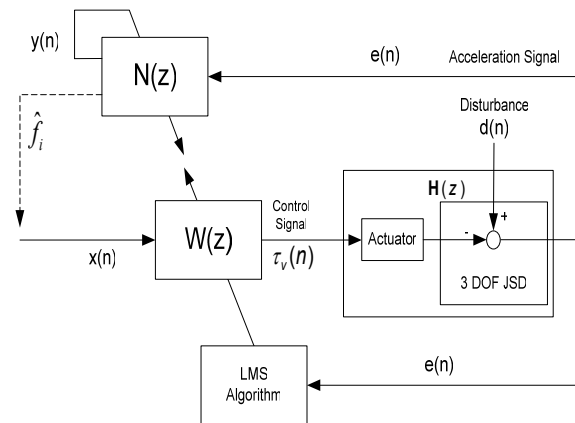 y(n)
N(z)
e(n)
Acceleration Signal
Disturbance
d(n)
f̂ᵢ
H(z)
+
Control
Signal
W(z)
Actuator
-
x(n)
τᵥ(n)
3 DOF JSD
LMS
Algorithm
e(n)